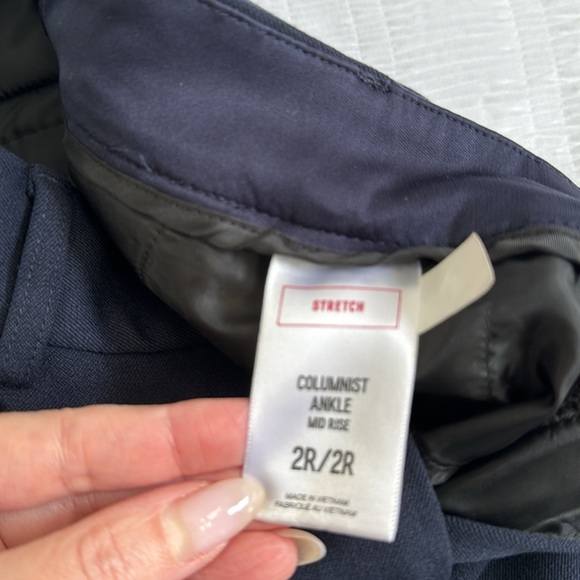 STRETCH
COLUMNIST
ANKLE
MID RISE
2R/2R
MADE IN VIETNAM
FABRIQUÉ AU VIETNAM